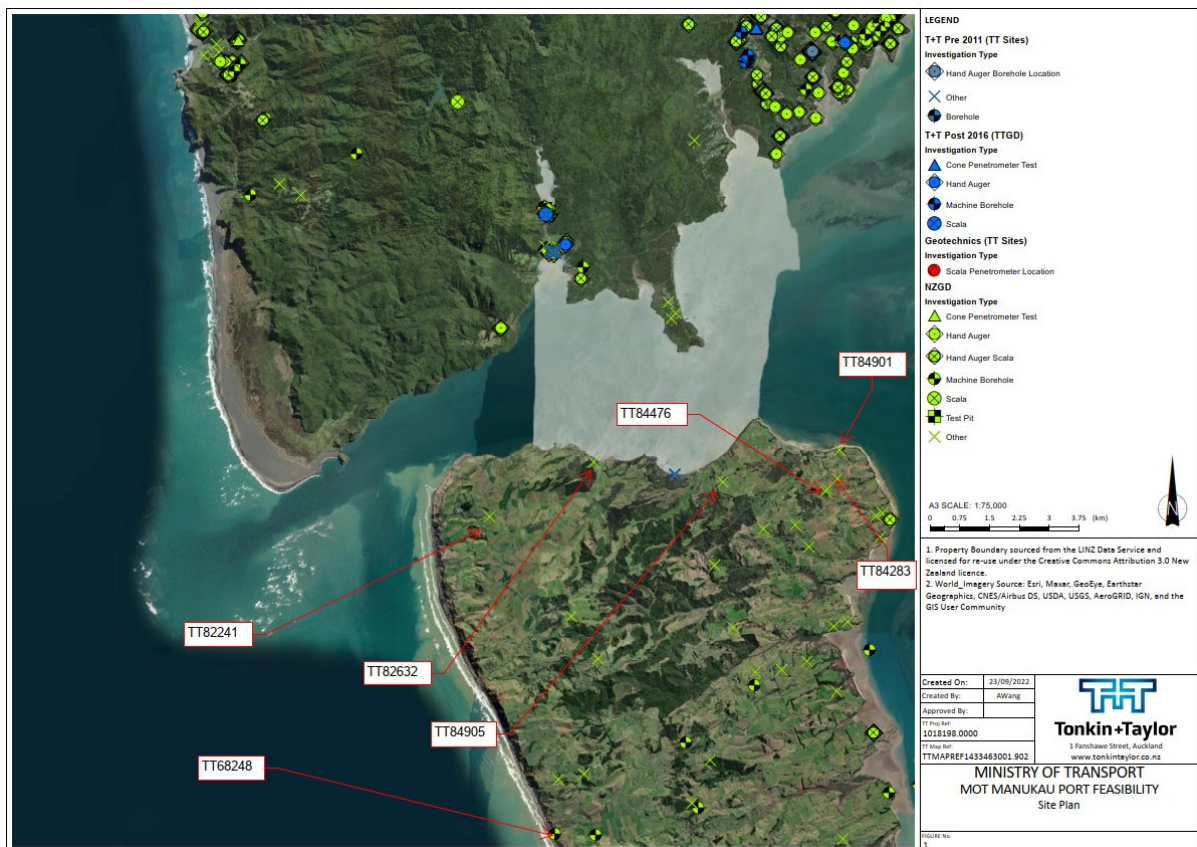 TT84901
TT84476
TT84283
TT82241
TT82632
TT84905
TT68248
LEGEND
T+T Pre 2011 (TT Sites)
Investigation Type
Hand Auger Borehole Location
Other
Borehole
T+T Post 2016 (TTGD)
Investigation Type
Cone Penetrometer Test
Hand Auger
Machine Borehole
Scala
Geotechnics (TT Sites)
Investigation Type
Scala Penetrometer Location
NZGD
Investigation Type
Cone Penetrometer Test
Hand Auger
Hand Auger Scala
Machine Borehole
Scala
Test Pit
Other
N
A3 SCALE: 1:75,000
0 0.75 1.5 2.25 3 3.75 (km)
1. Property Boundary sourced from the LINZ Data Service and
licensed for re-use under the Creative Commons Attribution 3.0 New
Zealand licence.
2. World_Imagery Source: Esri, Maxar, GeoEye, Earthstar
Geographics, CNES/Airbus DS, USDA, USGS, AeroGRID, IGN, and the
GIS User Community
Created On: 23/09/2022
Created By: AWang
Approved By:
TT Proj Ref:
1018198.0000
TT Map Ref:
TTMAPREF1433463001.902
Tonkin+Taylor
1 Fanshawe Street, Auckland
www.tonkintaylor.co.nz
MINISTRY OF TRANSPORT
MOT MANUKAU PORT FEASIBILITY
Site Plan
FIGURE No.
1